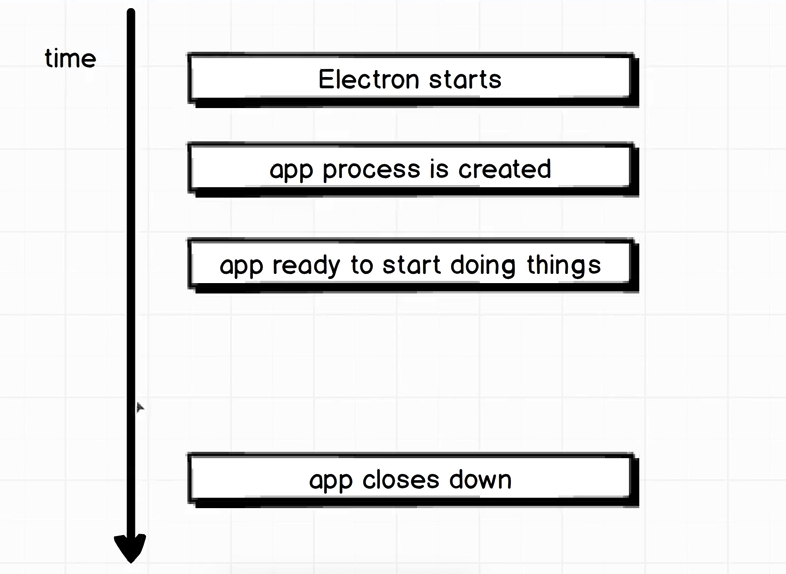 time
Electron starts
app process is created
app ready to start doing things
app closes down